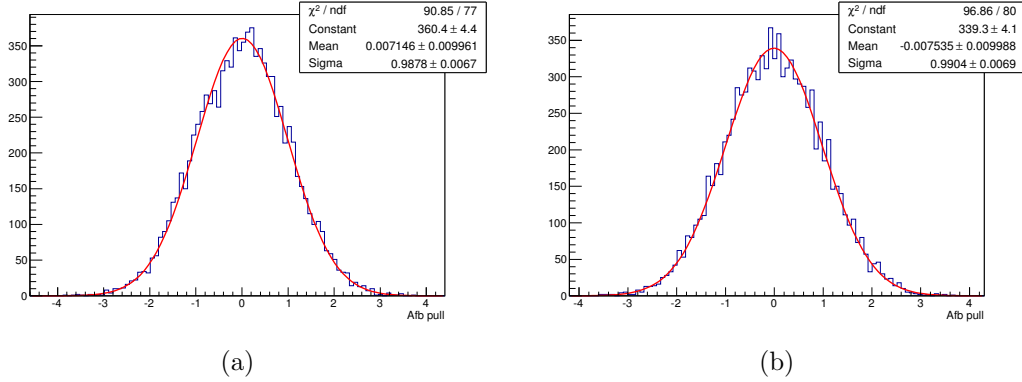 χ² / ndf 90.85 / 77
Constant 360.4 ± 4.4
Mean 0.007146 ± 0.009961
Sigma 0.9878 ± 0.0067
350
300
250
200
150
100
50
0
-4 -3 -2 -1 0 1 2 3 4
Afb pull
(a)
χ² / ndf 96.86 / 80
Constant 339.3 ± 4.1
Mean -0.007535 ± 0.009988
Sigma 0.9904 ± 0.0069
350
300
250
200
150
100
50
0
-4 -3 -2 -1 0 1 2 3 4
Afb pull
(b)